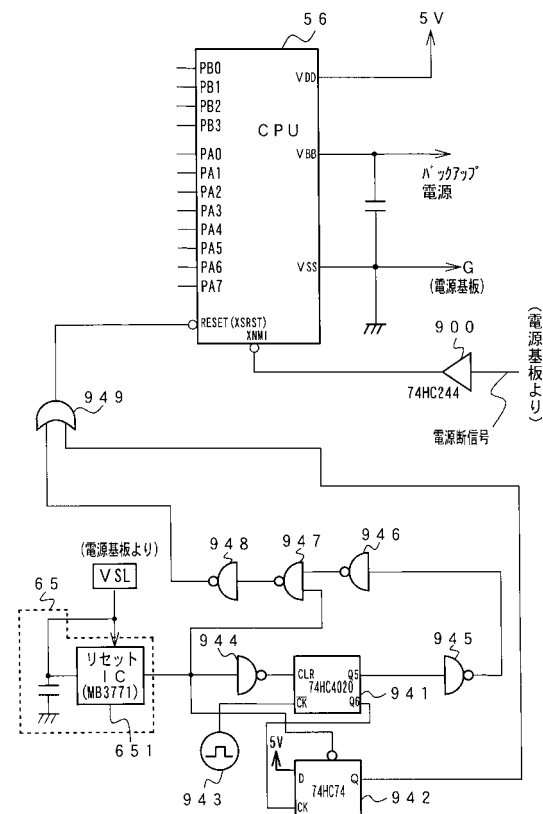 56
5V
PB0
PB1
PB2
PB3
PA0
PA1
PA2
PA3
PA4
PA5
PA6
PA7
CPU
VDD
VBB
VSS
RESET(XSRST)
XNMI
バックアップ
電源
G
(電源基板)
900
74HC244
(電源基板より)
電源断信号
949
948
947
946
(電源基板より)
VSL
65
リセット
IC
(MB3771)
651
944
CLR
Q5
74HC4020
CK
Q6
941
945
943
5V
D
Q
74HC74
CK
942